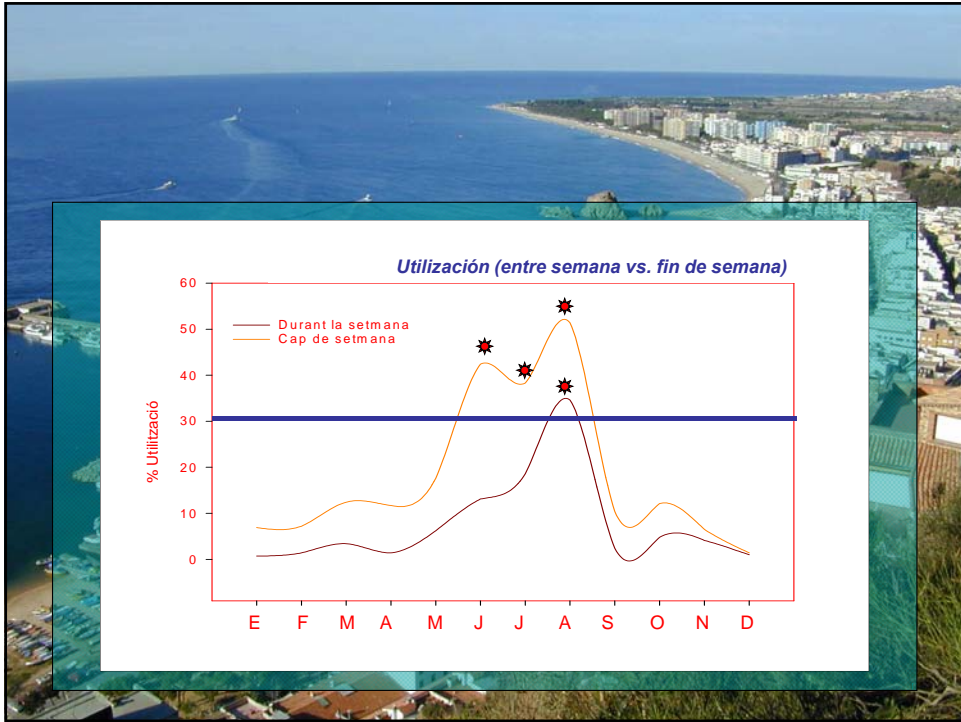 Utilización (entre semana vs. fin de semana)
60
50
40
30
20
10
0
% Utilització
Durant la setmana
Cap de setmana
E F M A M J J A S O N D